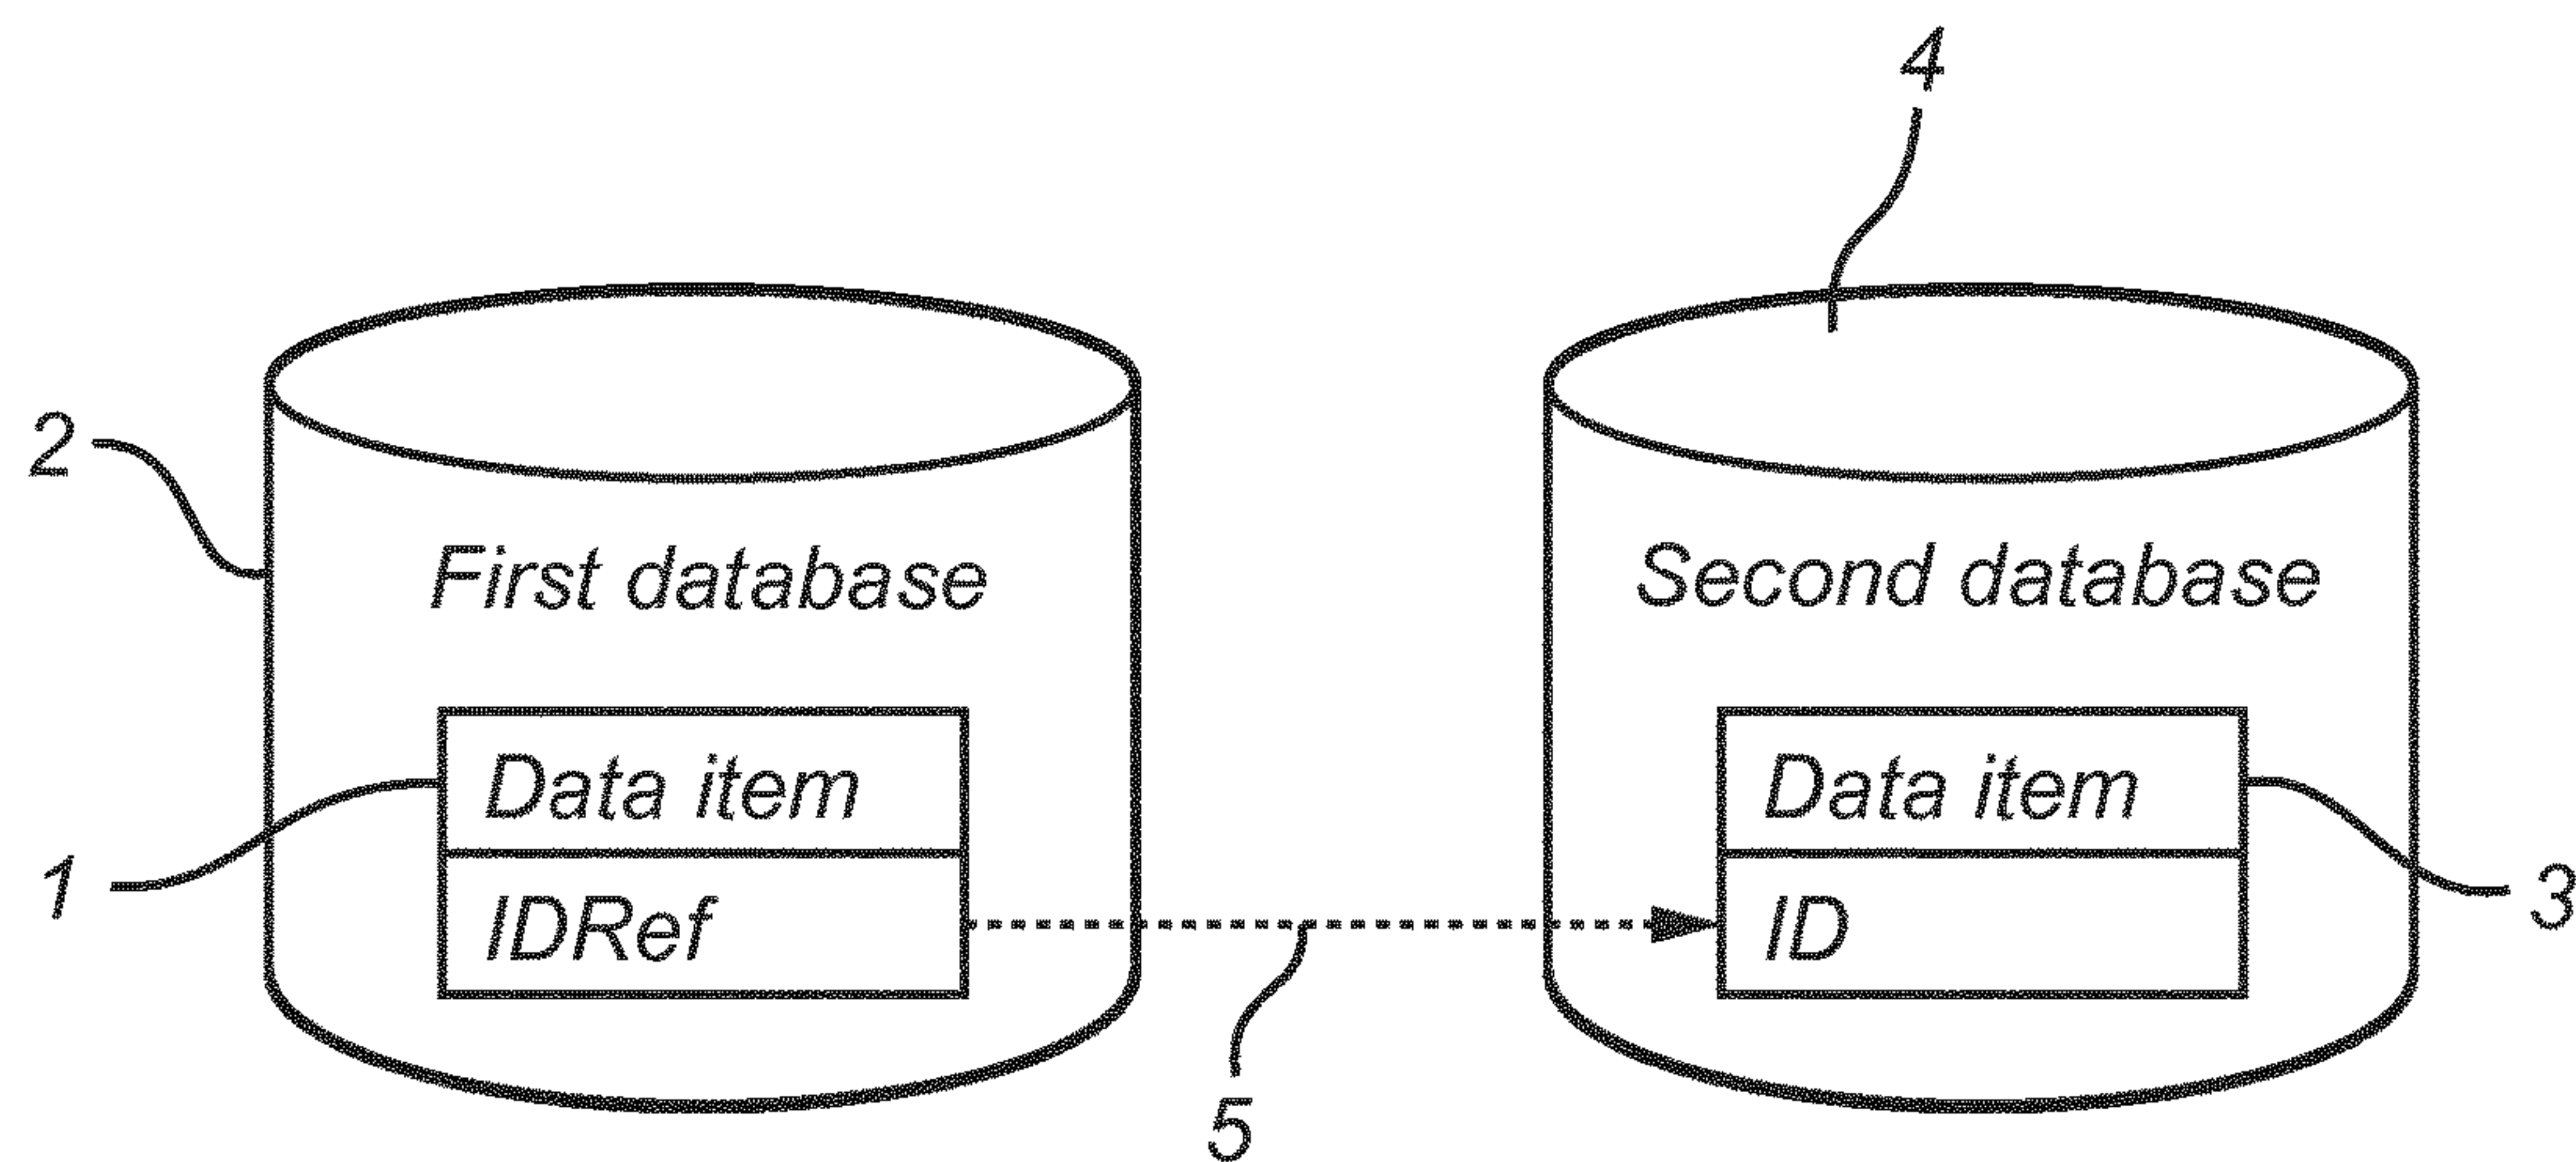 4
2
First database
Second database
Data item
Data item
1
3
IDRef
ID
5